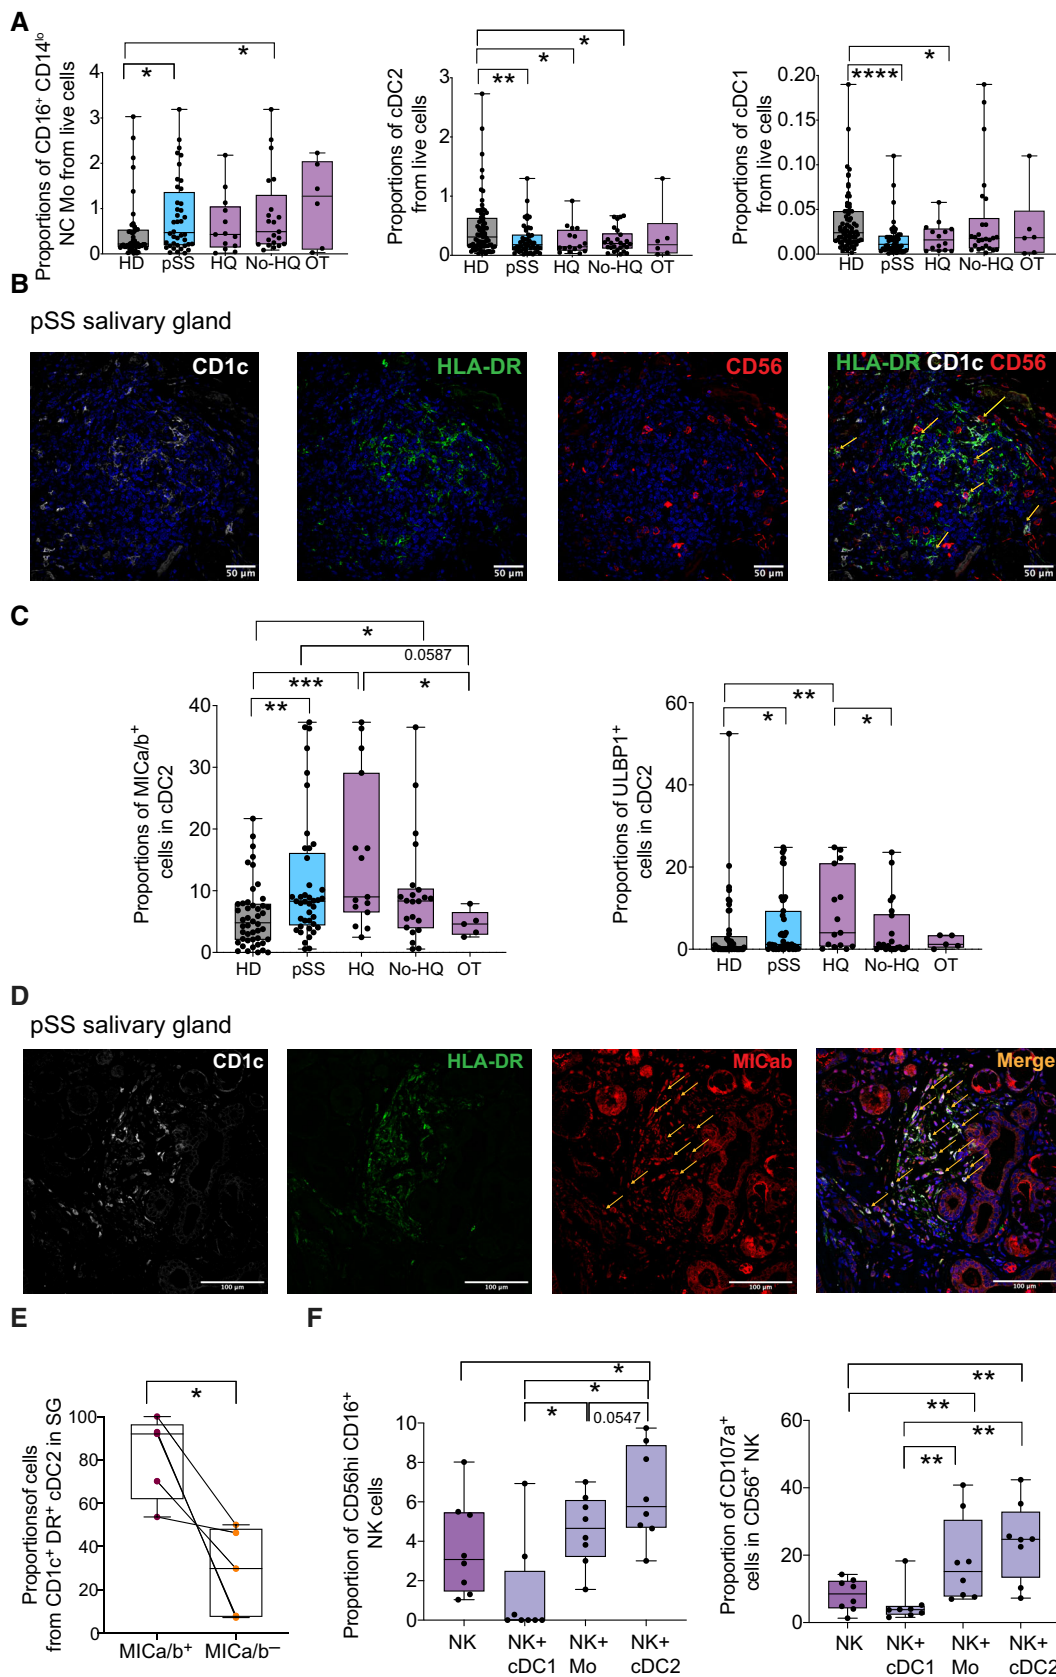 A
Proportions of CD16⁺ CD14ˡᵒ
NC Mo from live cells
4
3
2
1
0
*
*
HD pSS HQ No-HQ OT
Proportions of cDC2
from live cells
3
2
1
0
*
*
**
HD pSS HQ No-HQ OT
Proportions of cDC1
from live cells
0.20
0.15
0.10
0.05
0.00
*
****
HD pSS HQ No-HQ OT
B
pSS salivary gland
CD1c
50 µm
HLA-DR
50 µm
CD56
50 µm
HLA-DR CD1c CD56
50 µm
C
Proportions of MICa/b⁺
cells in cDC2
40
30
20
10
0
*
0.0587
***
*
**
HD pSS HQ No-HQ OT
Proportions of ULBP1⁺
cells in cDC2
60
40
20
0
**
*
*
HD pSS HQ No-HQ OT
D
pSS salivary gland
CD1c
100 µm
HLA-DR
100 µm
MICab
100 µm
Merge
100 µm
E
Proportionsof cells
from CD1c⁺ DR⁺ cDC2 in SG
100
80
60
40
20
0
*
MICa/b⁺ MICa/b⁻
F
Proportion of CD56hi CD16⁺
NK cells
10
8
6
4
2
0
*
*
*
0.0547
NK NK+ NK+ NK+
cDC1 Mo cDC2
Proportion of CD107a⁺
cells in CD56⁺ NK
60
40
20
0
**
**
**
**
NK NK+ NK+ NK+
cDC1 Mo cDC2